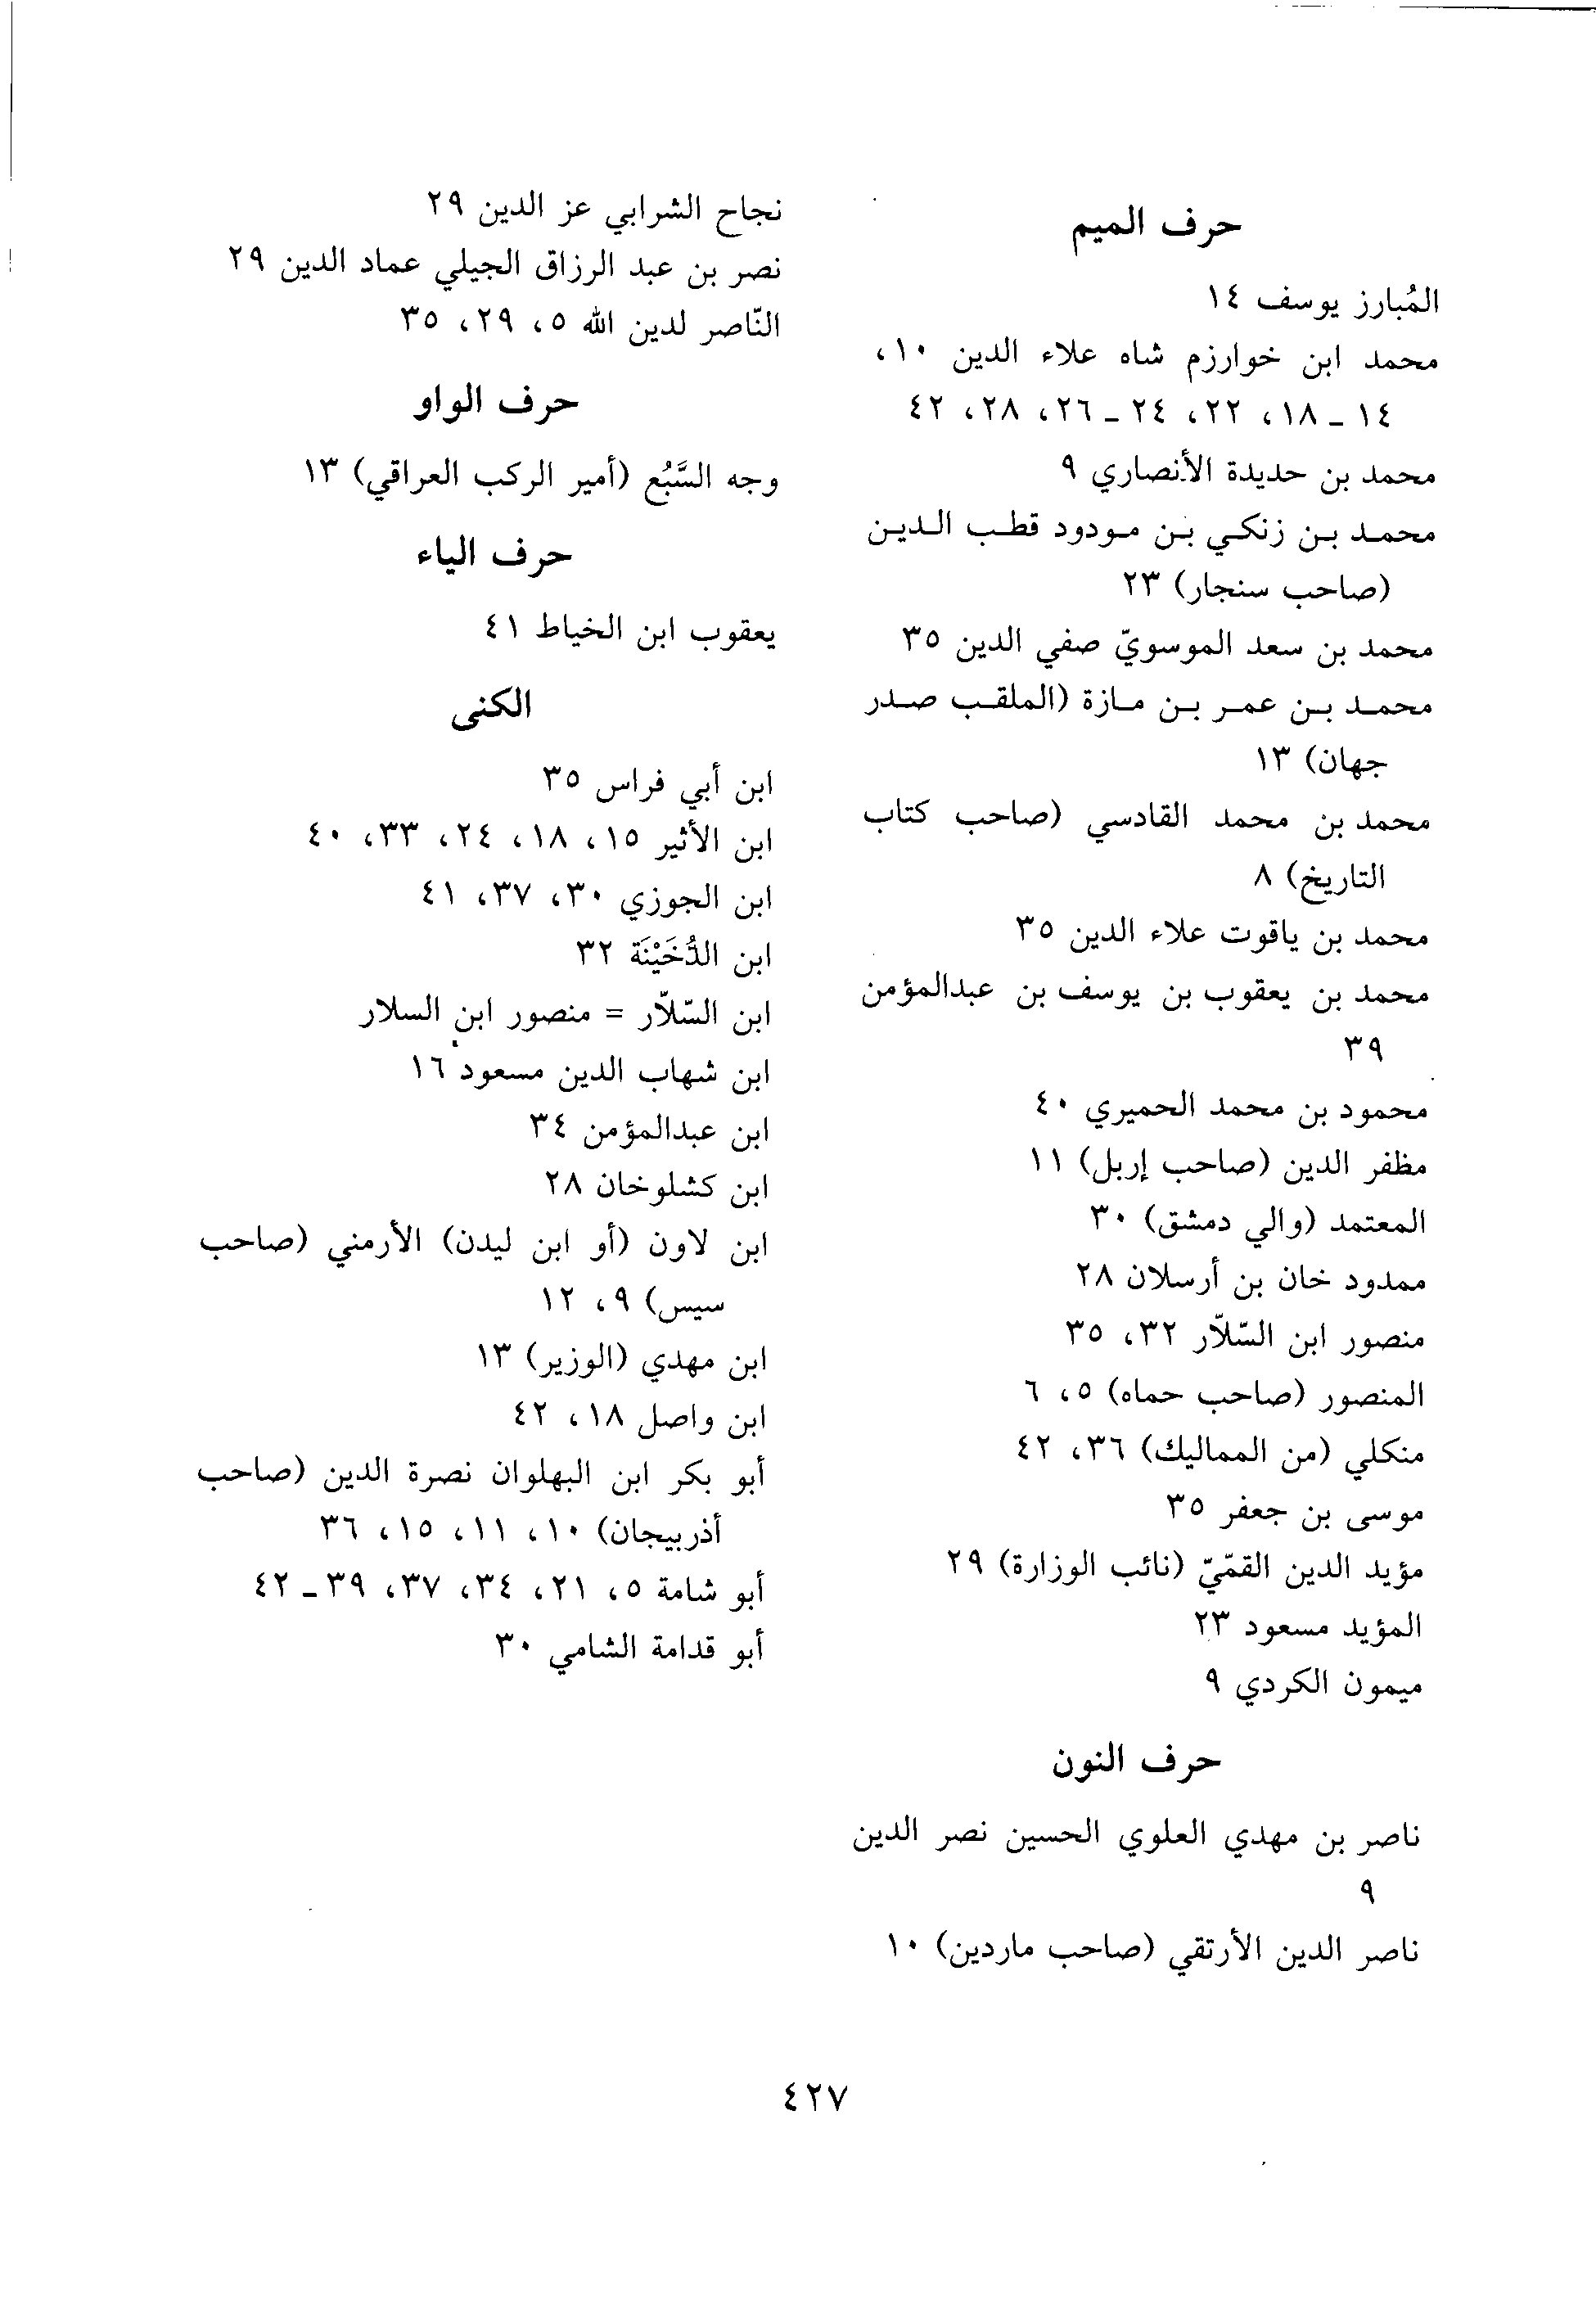 حرف الميم
المُبارز يوسف ١٤
محمد ابن خوارزم شاه علاء الدين ١٠،
١٤ ـ ١٨، ٢٢، ٢٤ ـ ٢٦، ٢٨، ٤٢
محمد بن حديدة الأنصاري ٩
محمد بن زنكي بن مودود قطب الدين
(صاحب سنجار) ٢٣
محمد بن سعد الموسويّ صفي الدين ٣٥
محمد بن عمر بن مازة (الملقب صدر
جهان) ١٣
محمد بن محمد القادسي (صاحب كتاب
التاريخ) ٨
محمد بن ياقوت علاء الدين ٣٥
محمد بن يعقوب بن يوسف بن عبدالمؤمن
٣٩
محمود بن محمد الحميري ٤٠
مظفر الدين (صاحب إربل) ١١
المعتمد (والي دمشق) ٣٠
ممدود خان بن أرسلان ٢٨
منصور ابن السّلاّر ٣٢، ٣٥
المنصور (صاحب حماه) ٥، ٦
منكلي (من المماليك) ٣٦، ٤٢
موسى بن جعفر ٣٥
مؤيد الدين القمّيّ (نائب الوزارة) ٢٩
المؤيد مسعود ٢٣
ميمون الكردي ٩
حرف النون
ناصر بن مهدي العلوي الحسين نصر الدين
٩
ناصر الدين الأرتقي (صاحب ماردين) ١٠
نجاح الشرابي عز الدين ٢٩
نصر بن عبد الرزاق الجيلي عماد الدين ٢٩
النّاصر لدين الله ٥، ٢٩، ٣٥
حرف الواو
وجه السَّبُع (أمير الركب العراقي) ١٣
حرف الياء
يعقوب ابن الخياط ٤١
الكنى
ابن أبي فراس ٣٥
ابن الأثير ١٥، ١٨، ٢٤، ٣٣، ٤٠
ابن الجوزي ٣٠، ٣٧، ٤١
ابن الدُّخَيْنَة ٣٢
ابن السّلاّر = منصور ابن السلار
ابن شهاب الدين مسعود ١٦
ابن عبدالمؤمن ٣٤
ابن كشلوخان ٢٨
ابن لاون (أو ابن ليدن) الأرمني (صاحب
سيس) ٩، ١٢
ابن مهدي (الوزير) ١٣
ابن واصل ١٨، ٤٢
أبو بكر ابن البهلوان نصرة الدين (صاحب
أذربيجان) ١٠، ١١، ١٥، ٣٦
أبو شامة ٥، ٢١، ٣٤، ٣٧، ٣٩ ـ ٤٢
أبو قدامة الشامي ٣٠
٤٢٧